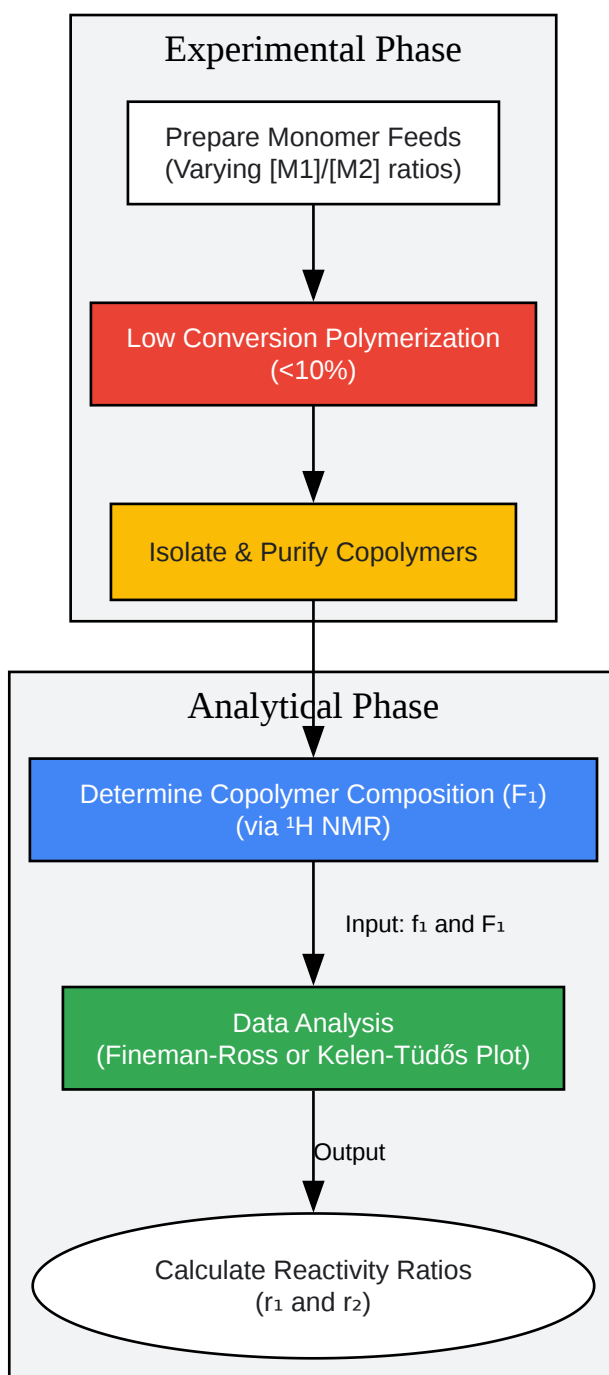 Experimental Phase
Prepare Monomer Feeds
(Varying [M1]/[M2] ratios)
Low Conversion Polymerization
(<10%)
Isolate & Purify Copolymers
Analytical Phase
Determine Copolymer Composition (F₁)
(via ¹H NMR)
Input: f₁ and F₁
Data Analysis
(Fineman-Ross or Kelen-Tüdős Plot)
Output
Calculate Reactivity Ratios
(r₁ and r₂)